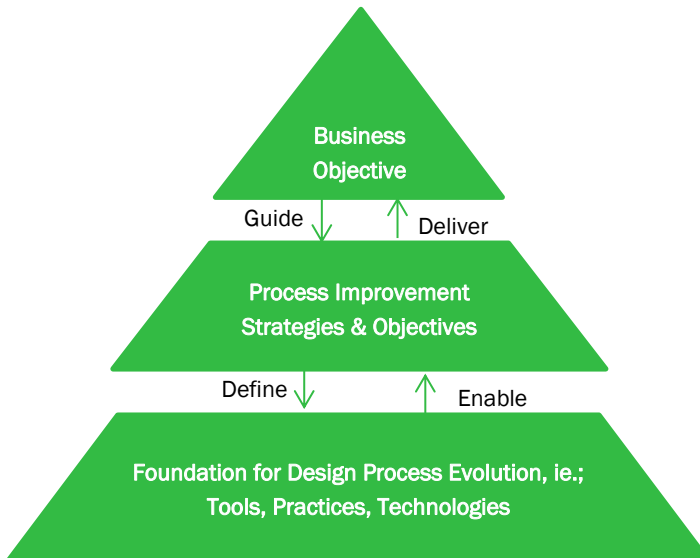 Business
Objective
Guide
Deliver
Process Improvement
Strategies & Objectives
Define
Enable
Foundation for Design Process Evolution, ie.;
Tools, Practices, Technologies